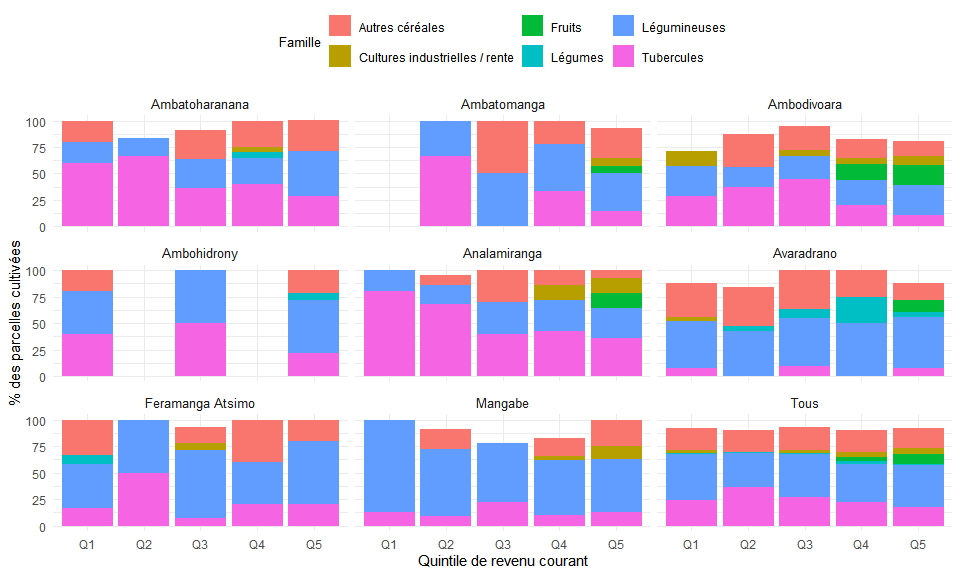 Famille
Autres céréales
Fruits
Légumineuses
Cultures industrielles / rente
Légumes
Tubercules
Ambatoharanana
Ambatomanga
Ambodivoara
100
75
50
25
0
Ambohidrony
Analamiranga
Avaradrano
100
75
50
25
0
Feramanga Atsimo
Mangabe
Tous
100
75
50
25
0
Q1 Q2 Q3 Q4 Q5
Q1 Q2 Q3 Q4 Q5
Q1 Q2 Q3 Q4 Q5
% des parcelles cultivées
Quintile de revenu courant